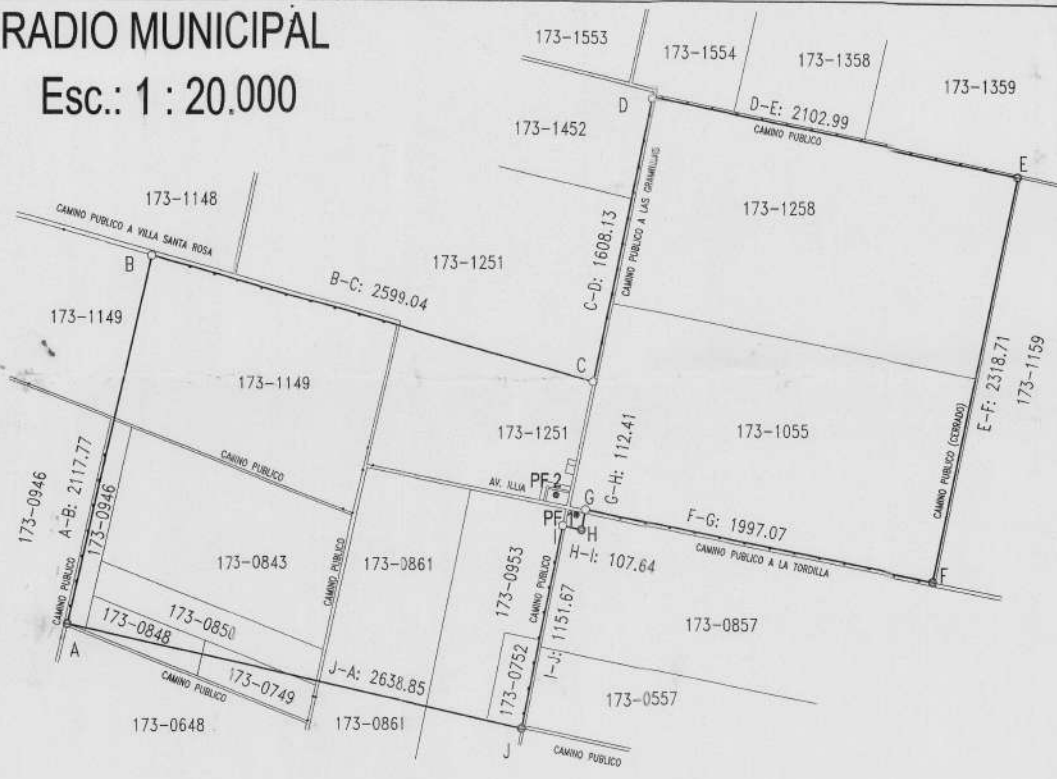 RADIO MUNICIPAL
Esc.: 1 : 20.000
173-1553
173-1554
173-1358
173-1359
D
D-E: 2102.99
CAMINO PUBLICO
E
173-1452
173-1148
CAMINO PUBLICO A VILLA SANTA ROSA
CAMINO PUBLICO A LAS GRAMILLAS
173-1258
B
173-1251
B-C: 2599.04
C-D: 1608.13
173-1149
173-1149
C
E-F: 2318.71
173-1159
173-1251
G-H: 112.41
173-1055
CAMINO PUBLICO
CAMINO PUBLICO (CERRADO)
AV. ILLIA
PF 2
G
A-B: 2117.77
173-0946
173-0946
PF 1
F-G: 1997.07
I
H
H-I: 107.64
CAMINO PUBLICO A LA TORDILLA
173-0843
173-0861
CAMINO PUBLICO
173-0953
CAMINO PUBLICO
F
CAMINO PUBLICO
173-0850
173-0848
I-J: 1151.67
173-0857
A
173-0752
J-A: 2638.85
CAMINO PUBLICO
173-0749
173-0557
173-0648
173-0861
J
CAMINO PUBLICO